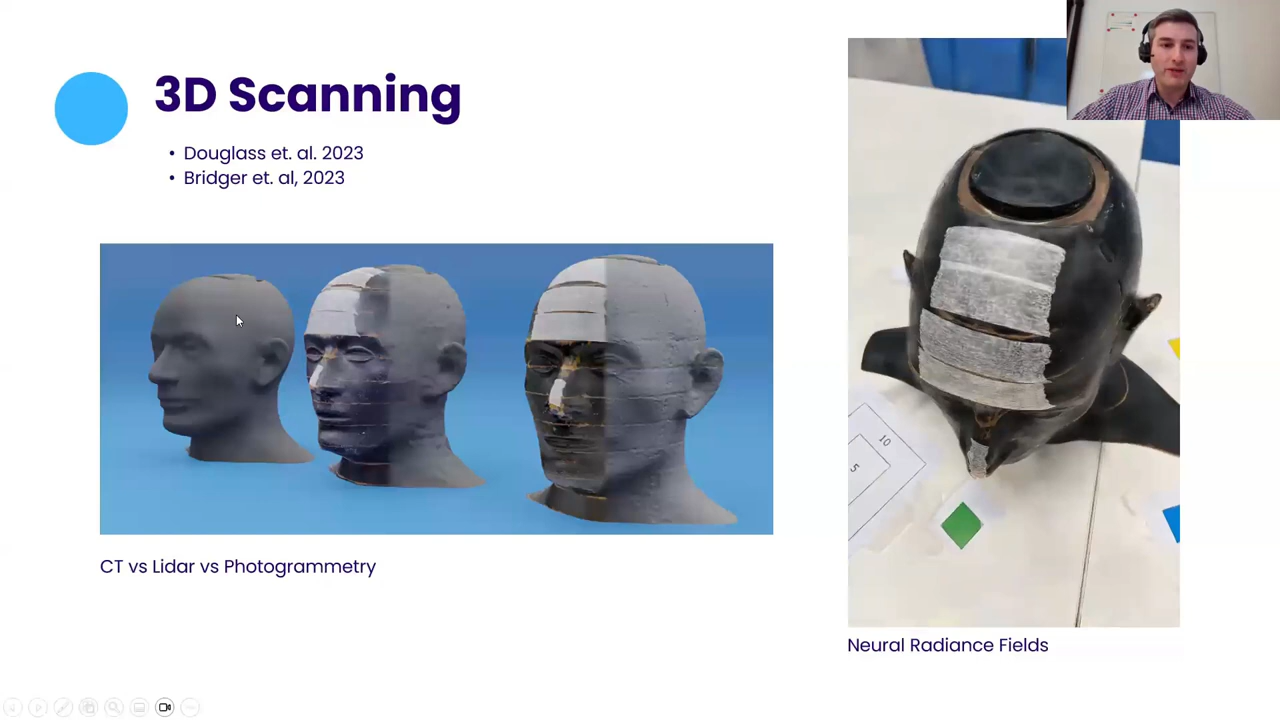 3D Scanning
• Douglass et. al. 2023
• Bridger et. al, 2023
10
5
CT vs Lidar vs Photogrammetry
Neural Radiance Fields